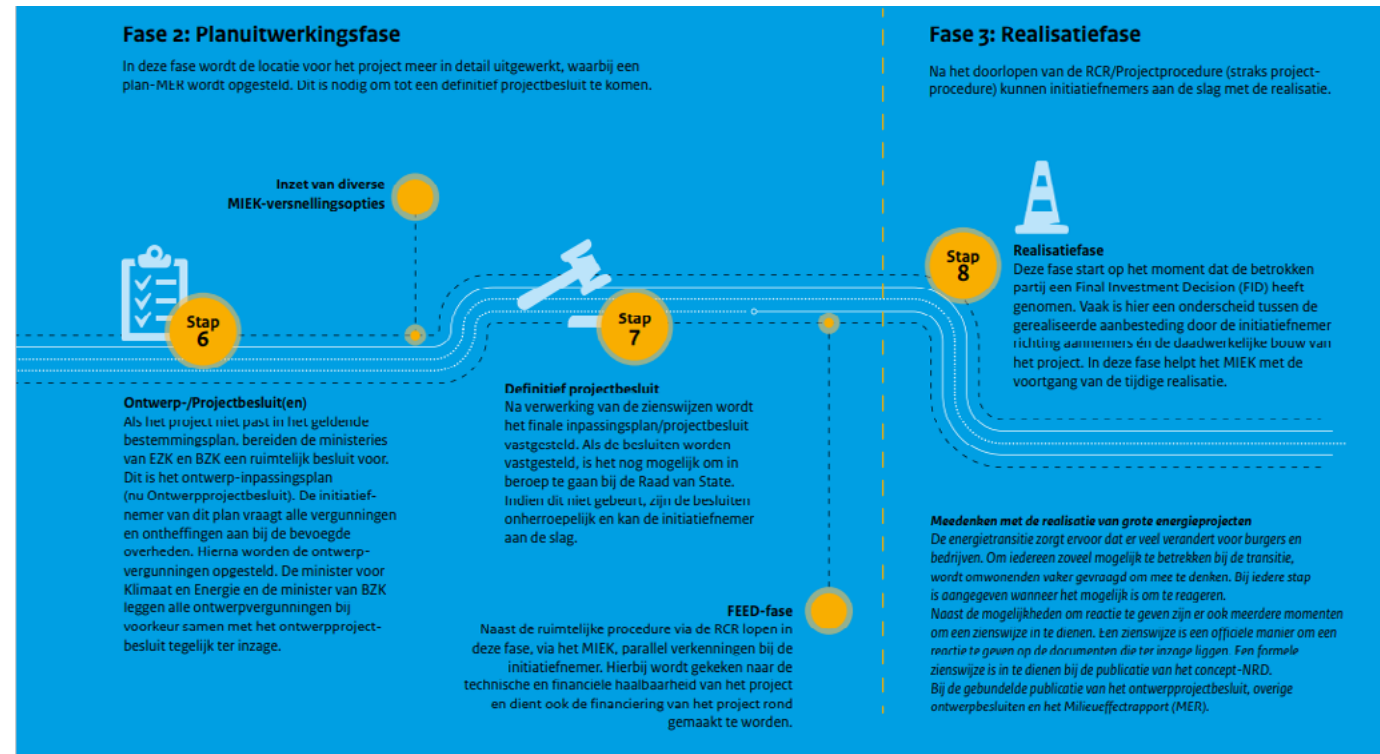 Fase 2: Planuitwerkingsfase
In deze fase wordt de locatie voor het project meer in detail uitgewerkt, waarbij een
plan-MER wordt opgesteld. Dit is nodig om tot een definitief projectbesluit te komen.
Inzet van diverse
MIEK-versnellingsopties
Stap
6
Ontwerp-/Projectbesluit(en)
Als het project niet past in het geldende
bestemmingsplan, bereiden de ministeries
van EZK en BZK een ruimtelijk besluit voor.
Dit is het ontwerp-inpassingsplan
(nu Ontwerpprojectbesluit). De initiatief-
nemer van dit plan vraagt alle vergunningen
en ontheffingen aan bij de bevoegde
overheden. Hierna worden de ontwerp-
vergunningen opgesteld. De minister voor
Klimaat en Energie en de minister van BZK
leggen alle ontwerpvergunningen bij
voorkeur samen met het ontwerpproject-
besluit tegelijk ter inzage.
Stap
7
Definitief projectbesluit
Na verwerking van de zienswijzen wordt
het finale inpassingsplan/projectbesluit
vastgesteld. Als de besluiten worden
vastgesteld, is het nog mogelijk om in
beroep te gaan bij de Raad van State.
Indien dit niet gebeurt, zijn de besluiten
onherroepelijk en kan de initiatiefnemer
aan de slag.
FEED-fase
Naast de ruimtelijke procedure via de RCR lopen in
deze fase, via het MIEK, parallel verkenningen bij de
initiatiefnemer. Hierbij wordt gekeken naar de
technische en financiele haalbaarheid van het project
en dient ook de financiering van het project rond
gemaakt te worden.
Fase 3: Realisatiefase
Na het doorlopen van de RCR/Projectprocedure (straks project-
procedure) kunnen initiatiefnemers aan de slag met de realisatie.
Stap
8
Realisatiefase
Deze fase start op het moment dat de betrokken
partij een Final Investment Decision (FID) heeft
genomen. Vaak is hier een onderscheid tussen de
gerealiseerde aanbesteding door de initiatiefnemer
richting aannemers én de daadwerkelijke bouw van
het project. In deze fase helpt het MIEK met de
voortgang van de tijdige realisatie.
Meedenken met de realisatie van grote energieprojecten
De energietransitie zorgt ervoor dat er veel verandert voor burgers en
bedrijven. Om iedereen zoveel mogelijk te betrekken bij de transitie,
wordt omwonenden vaker gevraagd om mee te denken. Bij iedere stap
is aangegeven wanneer het mogelijk is om te reageren.
Naast de mogelijkheden om reactie te geven zijn er ook meerdere momenten
om een zienswijze in te dienen. Een zienswijze is een officiële manier om een
reactie te geven op de documenten die ter inzage liggen. Een formele
zienswijze is in te dienen bij de publicatie van het concept-NRD.
Bij de gebundelde publicatie van het ontwerpprojectbesluit, overige
ontwerpbesluiten en het Milieueffectrapport (MER).